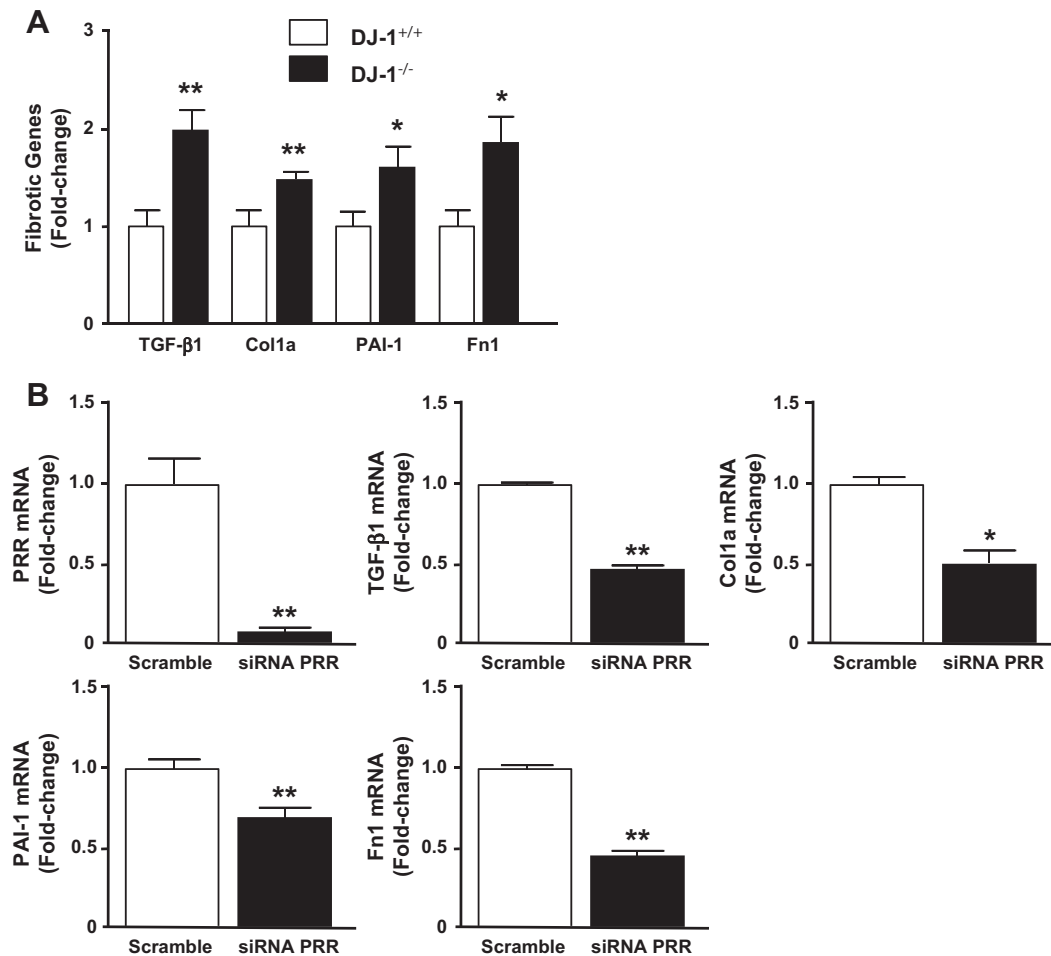 A
3
2
1
0
Fibrotic Genes
(Fold-change)
DJ-1+/+
DJ-1-/-
**
**
*
*
TGF-β1 Col1a PAI-1 Fn1
B
1.5
1.0
0.5
0
PRR mRNA
(Fold-change)
**
Scramble siRNA PRR
1.5
1.0
0.5
0
TGF-β1 mRNA
(Fold-change)
**
Scramble siRNA PRR
1.5
1.0
0.5
0
Col1a mRNA
(Fold-change)
*
Scramble siRNA PRR
1.5
1.0
0.5
0
PAI-1 mRNA
(Fold-change)
**
Scramble siRNA PRR
1.5
1.0
0.5
0
Fn1 mRNA
(Fold-change)
**
Scramble siRNA PRR